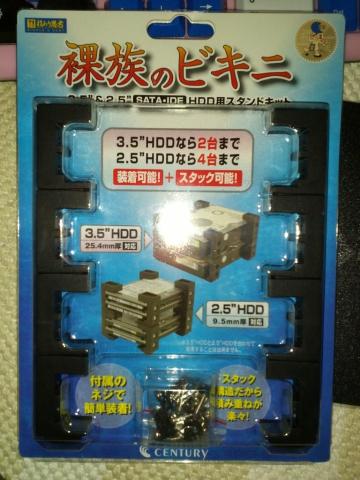 裸族のビキニ
3.5"&2.5" SATA・IDE HDD用スタンドキット
3.5"HDDなら2台まで
2.5"HDDなら4台まで
装着可能!+スタック可能!
3.5"HDD
25.4mm厚 対応
2.5"HDD
9.5mm厚 対応
付属の
ネジで
簡単装着!
スタック
構造だから
積み重ねが
楽々!
CENTURY